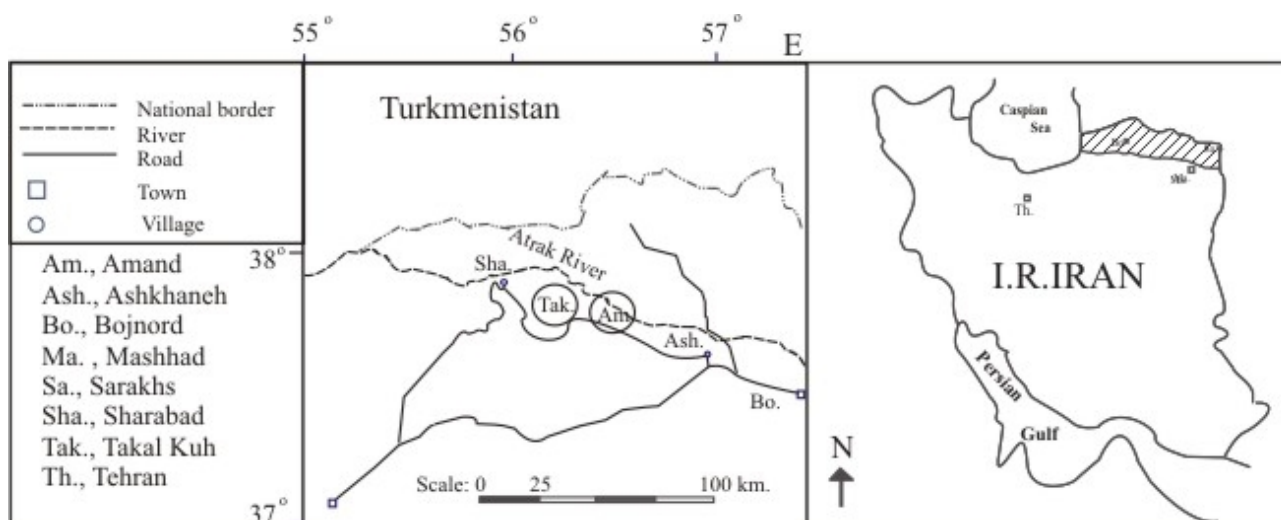 55°
56°
57°
E
National border
River
Road
Town
Village
38°
37°
Am., Amand
Ash., Ashkhaneh
Bo., Bojnord
Ma. , Mashhad
Sa., Sarakhs
Sha., Sharabad
Tak., Takal Kuh
Th., Tehran
Turkmenistan
Atrak River
Sha.
Tak.
Am
Ash.
Bo.
Scale: 0 25 100 km.
Caspian
Sea
Th.
I.R.IRAN
Persian
Gulf
N